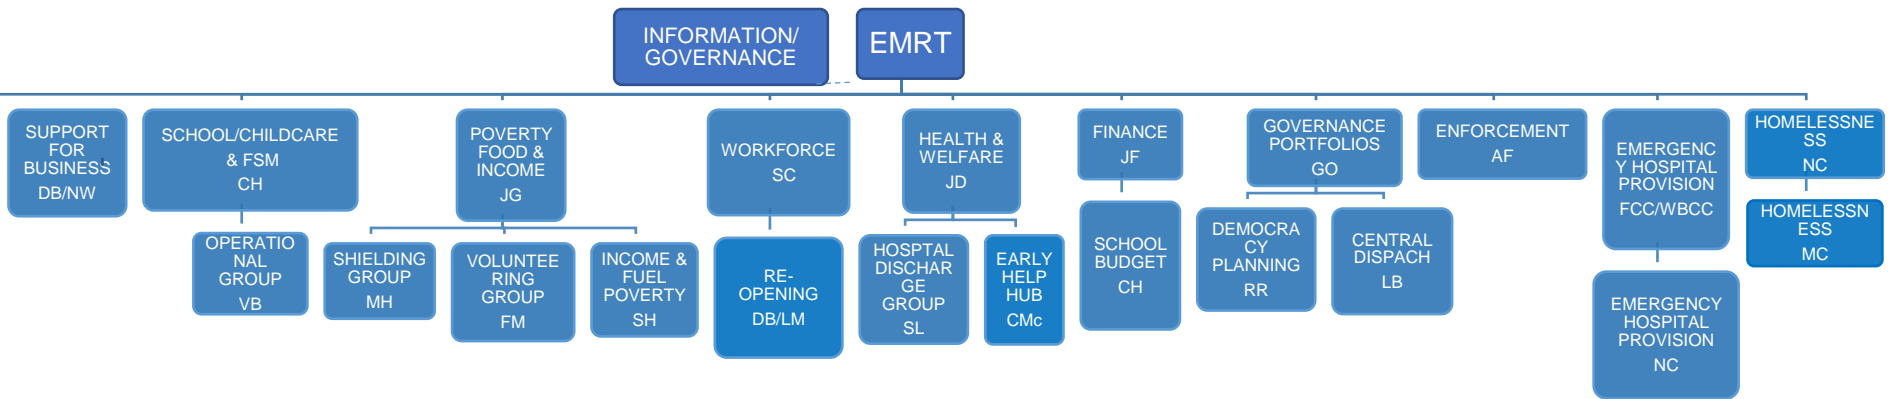 INFORMATION/
GOVERNANCE
EMRT
SUPPORT
FOR
BUSINESS
DB/NW
SCHOOL/CHILDCARE
& FSM
CH
POVERTY
FOOD &
INCOME
JG
WORKFORCE
SC
HEALTH &
WELFARE
JD
FINANCE
JF
GOVERNANCE
PORTFOLIOS
GO
ENFORCEMENT
AF
EMERGENC
Y HOSPITAL
PROVISION
FCC/WBCC
HOMELESSNE
SS
NC
OPERATIO
NAL
GROUP
VB
SHIELDING
GROUP
MH
VOLUNTEE
RING
GROUP
FM
INCOME &
FUEL
POVERTY
SH
RE-
OPENING
DB/LM
HOSPTAL
DISCHAR
GE
GROUP
SL
EARLY
HELP
HUB
CMc
SCHOOL
BUDGET
CH
DEMOCRA
CY
PLANNING
RR
CENTRAL
DISPACH
LB
EMERGENCY
HOSPITAL
PROVISION
NC
HOMELESSN
ESS
MC